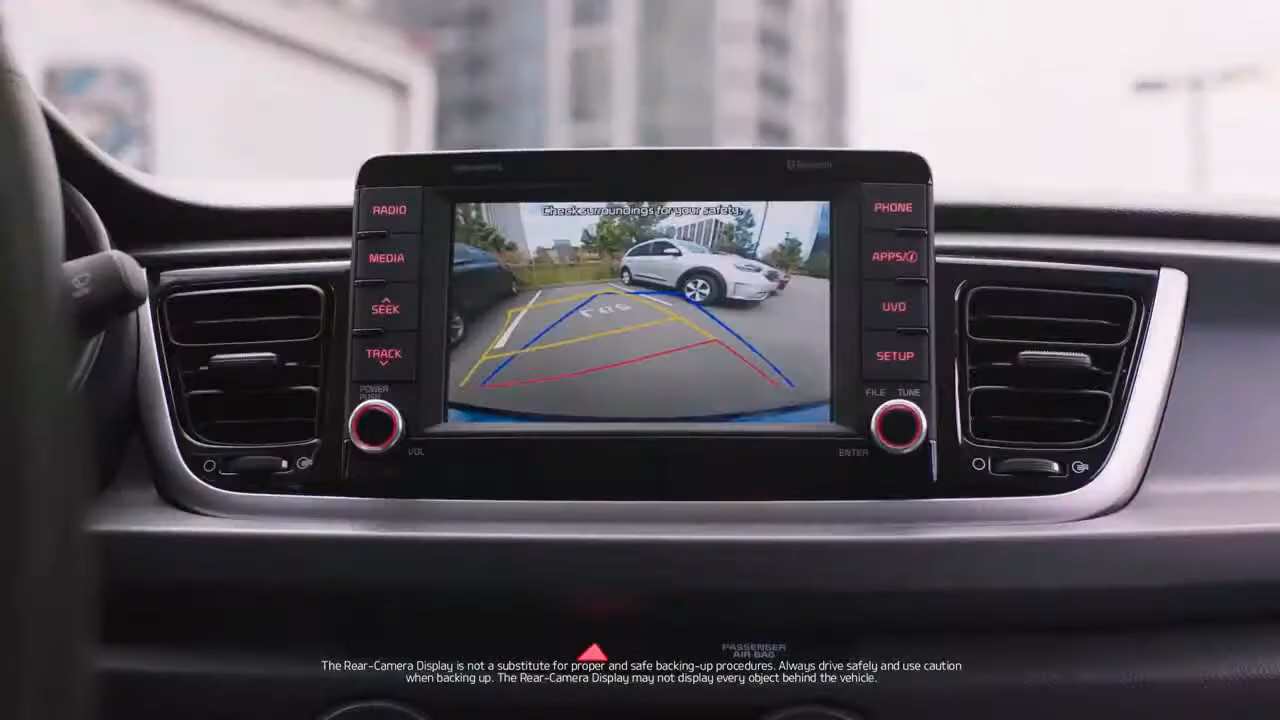 Bluetooth
RADIO
MEDIA
SEEK
TRACK
POWER
PUSH
VOL
Check surroundings for your safety.
PHONE
APPS/
UVO
SETUP
FILE
TUNE
ENTER
PASSENGER
AIR BAG
The Rear-Camera Display is not a substitute for proper and safe backing-up procedures. Always drive safely and use caution
when backing up. The Rear-Camera Display may not display every object behind the vehicle.